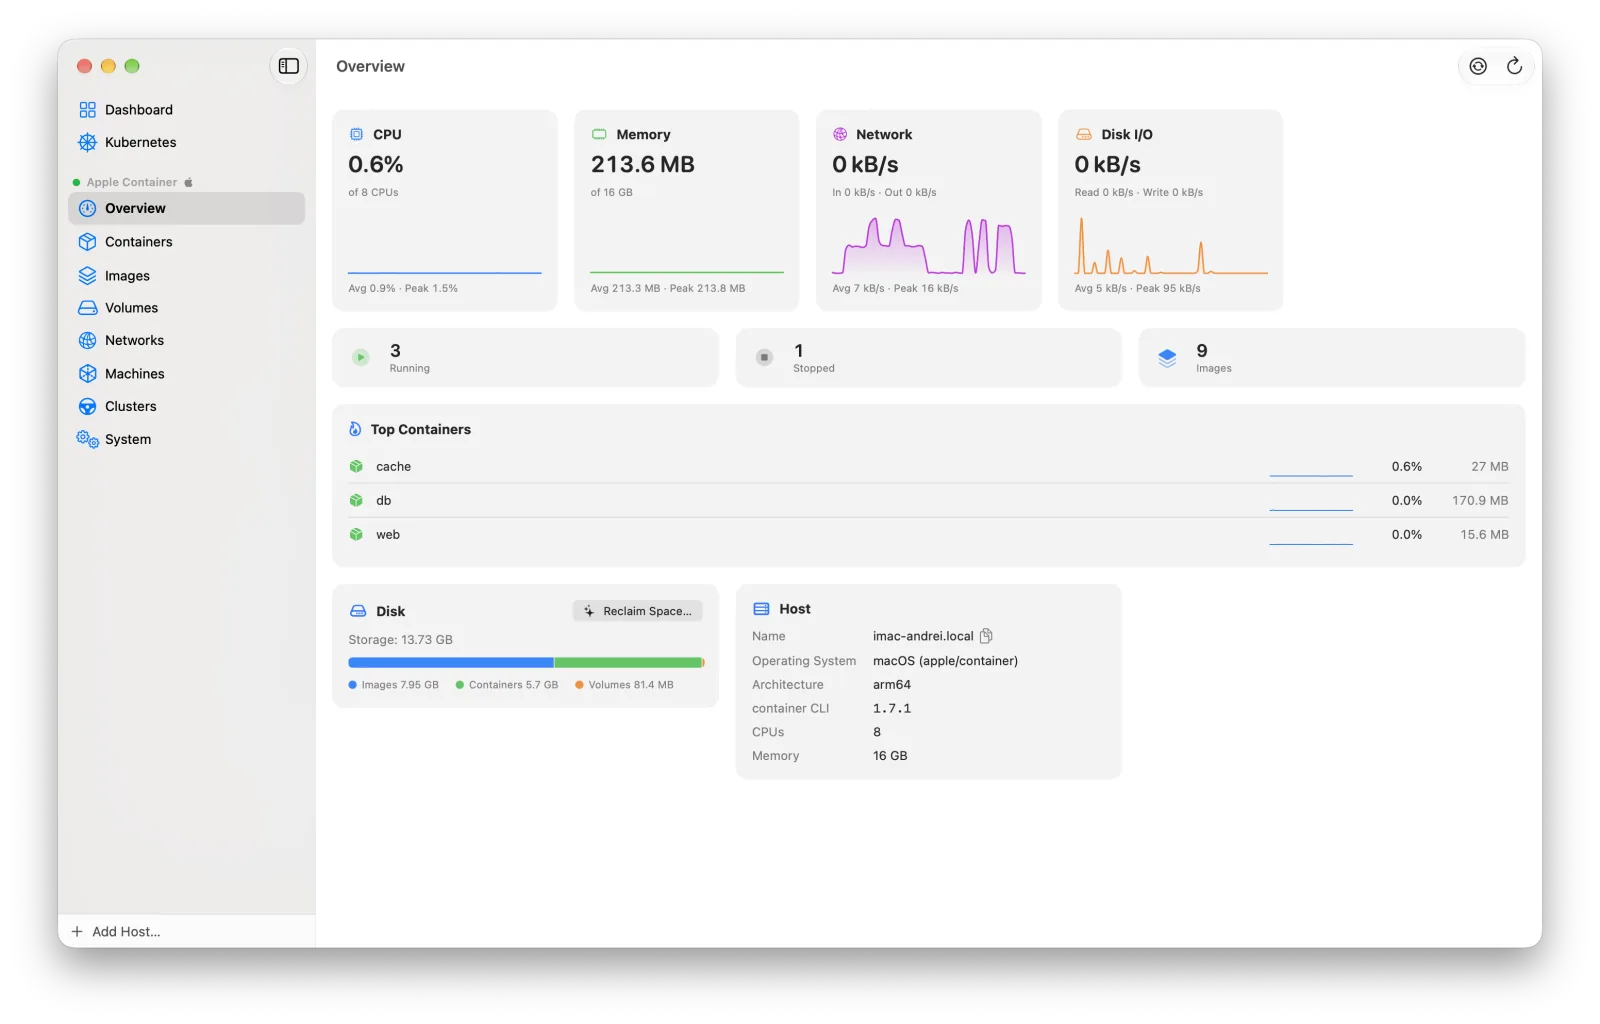 Overview
Dashboard
Kubernetes
Apple Container
Overview
Containers
Images
Volumes
Networks
Machines
Clusters
System
Add Host...
CPU
0.6%
of 8 CPUs
Avg 0.9% · Peak 1.5%
Memory
213.6 MB
of 16 GB
Avg 213.3 MB · Peak 213.8 MB
Network
0 kB/s
In 0 kB/s · Out 0 kB/s
Avg 7 kB/s · Peak 16 kB/s
Disk I/O
0 kB/s
Read 0 kB/s · Write 0 kB/s
Avg 5 kB/s · Peak 95 kB/s
3
Running
1
Stopped
9
Images
Top Containers
cache 0.6% 27 MB
db 0.0% 170.9 MB
web 0.0% 15.6 MB
Disk
Reclaim Space...
Storage: 13.73 GB
Images 7.95 GB Containers 5.7 GB Volumes 81.4 MB
Host
Name imac-andrei.local
Operating System macOS (apple/container)
Architecture arm64
container CLI 1.7.1
CPUs 8
Memory 16 GB